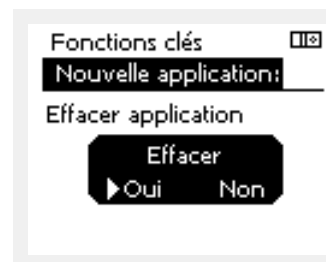 Fonctions clés
Nouvelle application:
Effacer application
Effacer
Oui Non